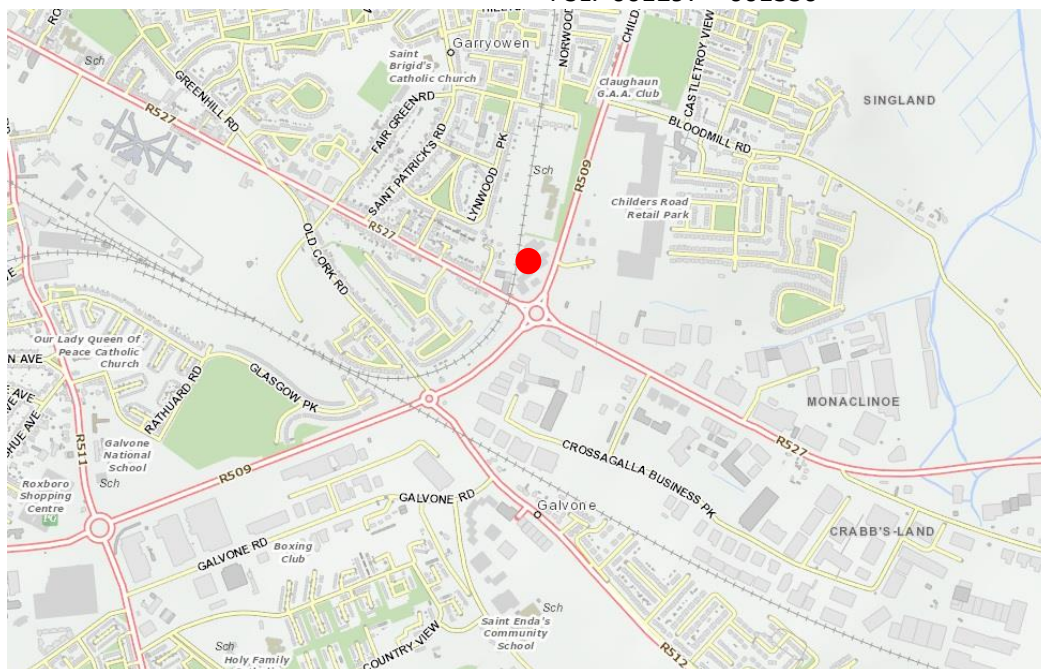 Garryowen
Sch
Saint
Brigid's
Catholic Church
NORWOOD
Claughaun
G.A.A. Club
CASTLETROY VIEW
SINGLAND
GREENHILL RD
R527
FAIR GREEN RD
SAINT PATRICK'S RD
LYNWOOD PK
BLOODMILL RD
Sch
R509
Childers Road
Retail Park
R527
OLD CORK RD
Our Lady Queen Of
Peace Catholic
Church
N AVE
RATHUARD RD
GLASGOW PK
MONACLINOE
Galvone
National
School
R511
R509
CROSSAGALLA BUSINESS PK
R527
Roxboro
Shopping
Centre
Sch
GALVONE RD
Galvone
CRABB'S-LAND
GALVONE RD
Boxing
Club
Sch
Saint Enda's
Community
School
COUNTRY VIEW
R512
Sch
Holy Family